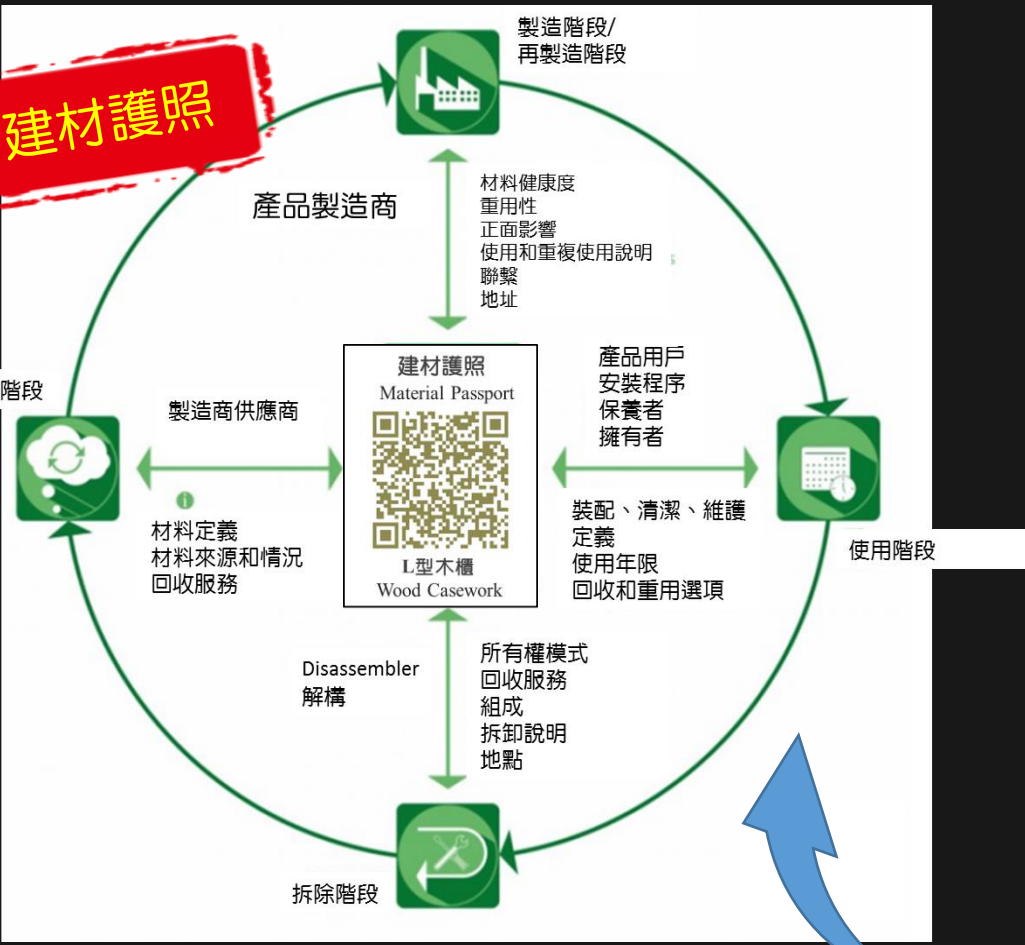 製造階段/
再製造階段
建材護照
產品製造商
材料健康度
重用性
正面影響
使用和重複使用說明
聯繫
地址
階段
製造商供應商
材料定義
材料來源和情況
回收服務
建材護照
Material Passport
L型木櫃
Wood Casework
產品用戶
安裝程序
保養者
擁有者
裝配、清潔、維護
定義
使用年限
回收和重用選項
使用階段
Disassembler
解構
所有權模式
回收服務
組成
拆卸說明
地點
拆除階段